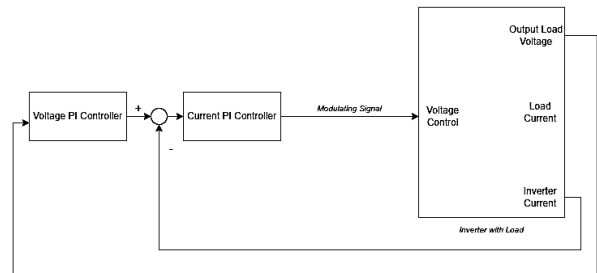 Output Load
Voltage
Voltage PI Controller
+
Current PI Controller
Modulating Signal
Voltage
Control
Load
Current
-
Inverter
Current
Inverter with Load